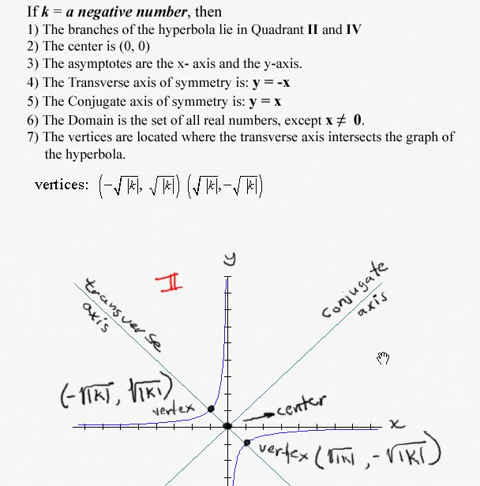 If k = a negative number, then
1) The branches of the hyperbola lie in Quadrant II and IV
2) The center is (0, 0)
3) The asymptotes are the x- axis and the y-axis.
4) The Transverse axis of symmetry is: y = -x
5) The Conjugate axis of symmetry is: y = x
6) The Domain is the set of all real numbers, except x ≠ 0.
7) The vertices are located where the transverse axis intersects the graph of
the hyperbola.
vertices: (-√|k|, √|k|) (√|k|,-√|k|)
y
II
transverse
axis
conjugate
axis
(-√|K|, √|K|)
vertex
center
x
vertex (√|K|, -√|K|)